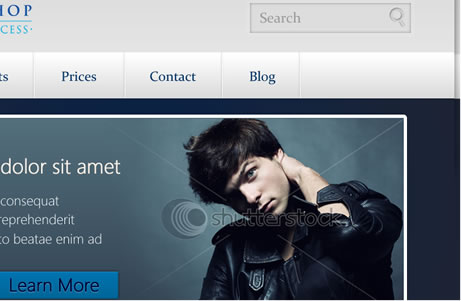 HOP
CESS·
Search
ts
Prices
Contact
Blog
dolor sit amet
consequat
reprehenderit
to beatae enim ad
Learn More
shutterstock